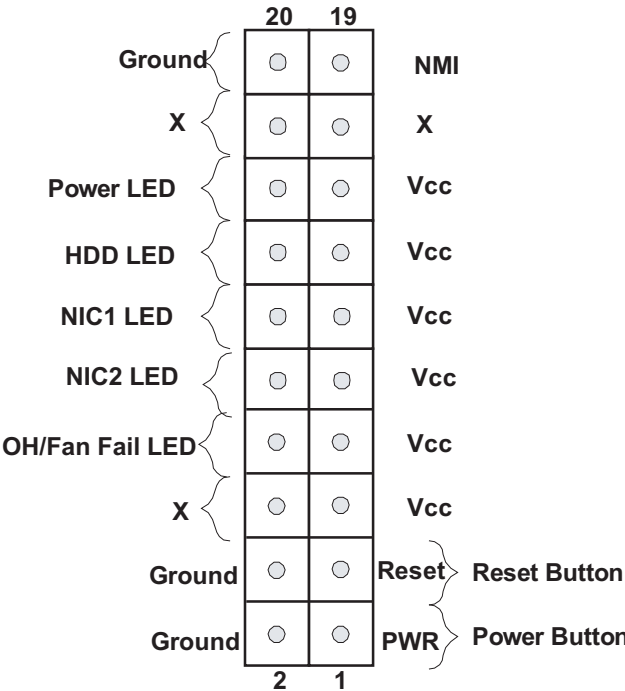 20 19
Ground NMI
X X
Power LED Vcc
HDD LED Vcc
NIC1 LED Vcc
NIC2 LED Vcc
OH/Fan Fail LED Vcc
X Vcc
Ground Reset Reset Button
Ground PWR Power Button
2 1